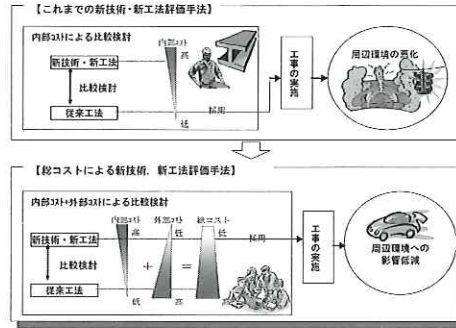 【これまでの新技術・新工法評価手法】
内部コストによる比較検討
内部コスト
新技術・新工法
高
比較検討
従来工法
採用
低
工事の実施
周辺環境の悪化
【総コストによる新技術，新工法評価手法】
内部コスト+外部コストによる比較検討
内部コスト 外部コスト 総コスト
新技術・新工法
高 低 低
採用
比較検討
+ =
従来工法
低 高 高
工事の実施
周辺環境への
影響低減